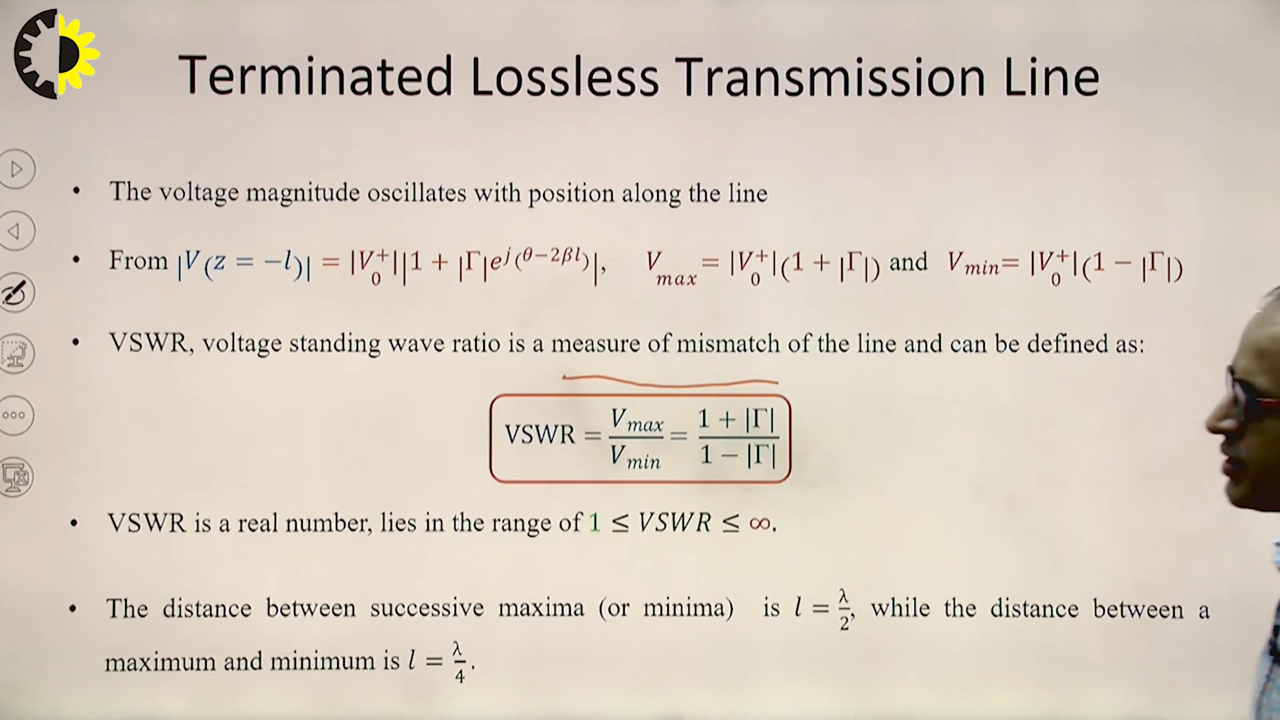 Terminated Lossless Transmission Line
• The voltage magnitude oscillates with position along the line
• From |V(z = −l)| = |V₀⁺||1 + |Γ|e^{j(θ−2βl)}|, V_max = |V₀⁺|(1 + |Γ|) and V_min = |V₀⁺|(1 − |Γ|)
• VSWR, voltage standing wave ratio is a measure of mismatch of the line and can be defined as:
VSWR = V_max/V_min = (1 + |Γ|)/(1 − |Γ|)
• VSWR is a real number, lies in the range of 1 ≤ VSWR ≤ ∞.
• The distance between successive maxima (or minima) is l = λ/2, while the distance between a
maximum and minimum is l = λ/4.